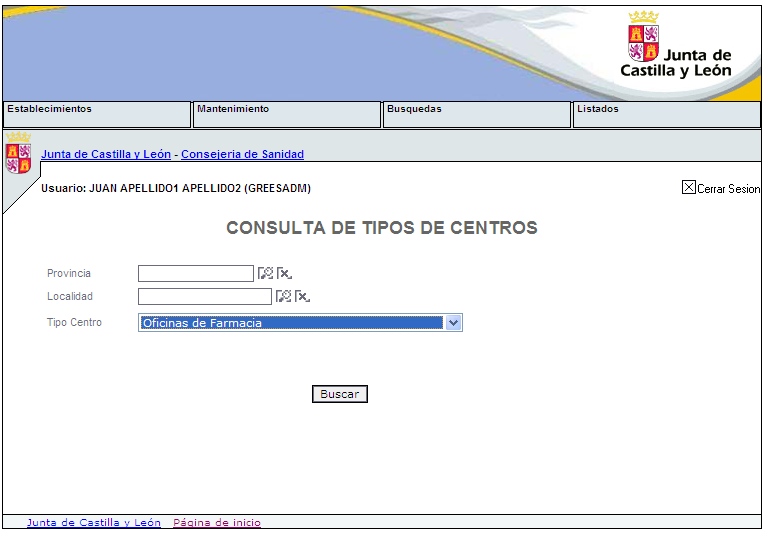 Junta de
Castilla y León
Establecimientos Mantenimiento Busquedas Listados
Junta de Castilla y León - Consejeria de Sanidad
Usuario: JUAN APELLIDO1 APELLIDO2 (GREESADM) Cerrar Sesion
CONSULTA DE TIPOS DE CENTROS
Provincia
Localidad
Tipo Centro Oficinas de Farmacia
Buscar
Junta de Castilla y León Página de inicio